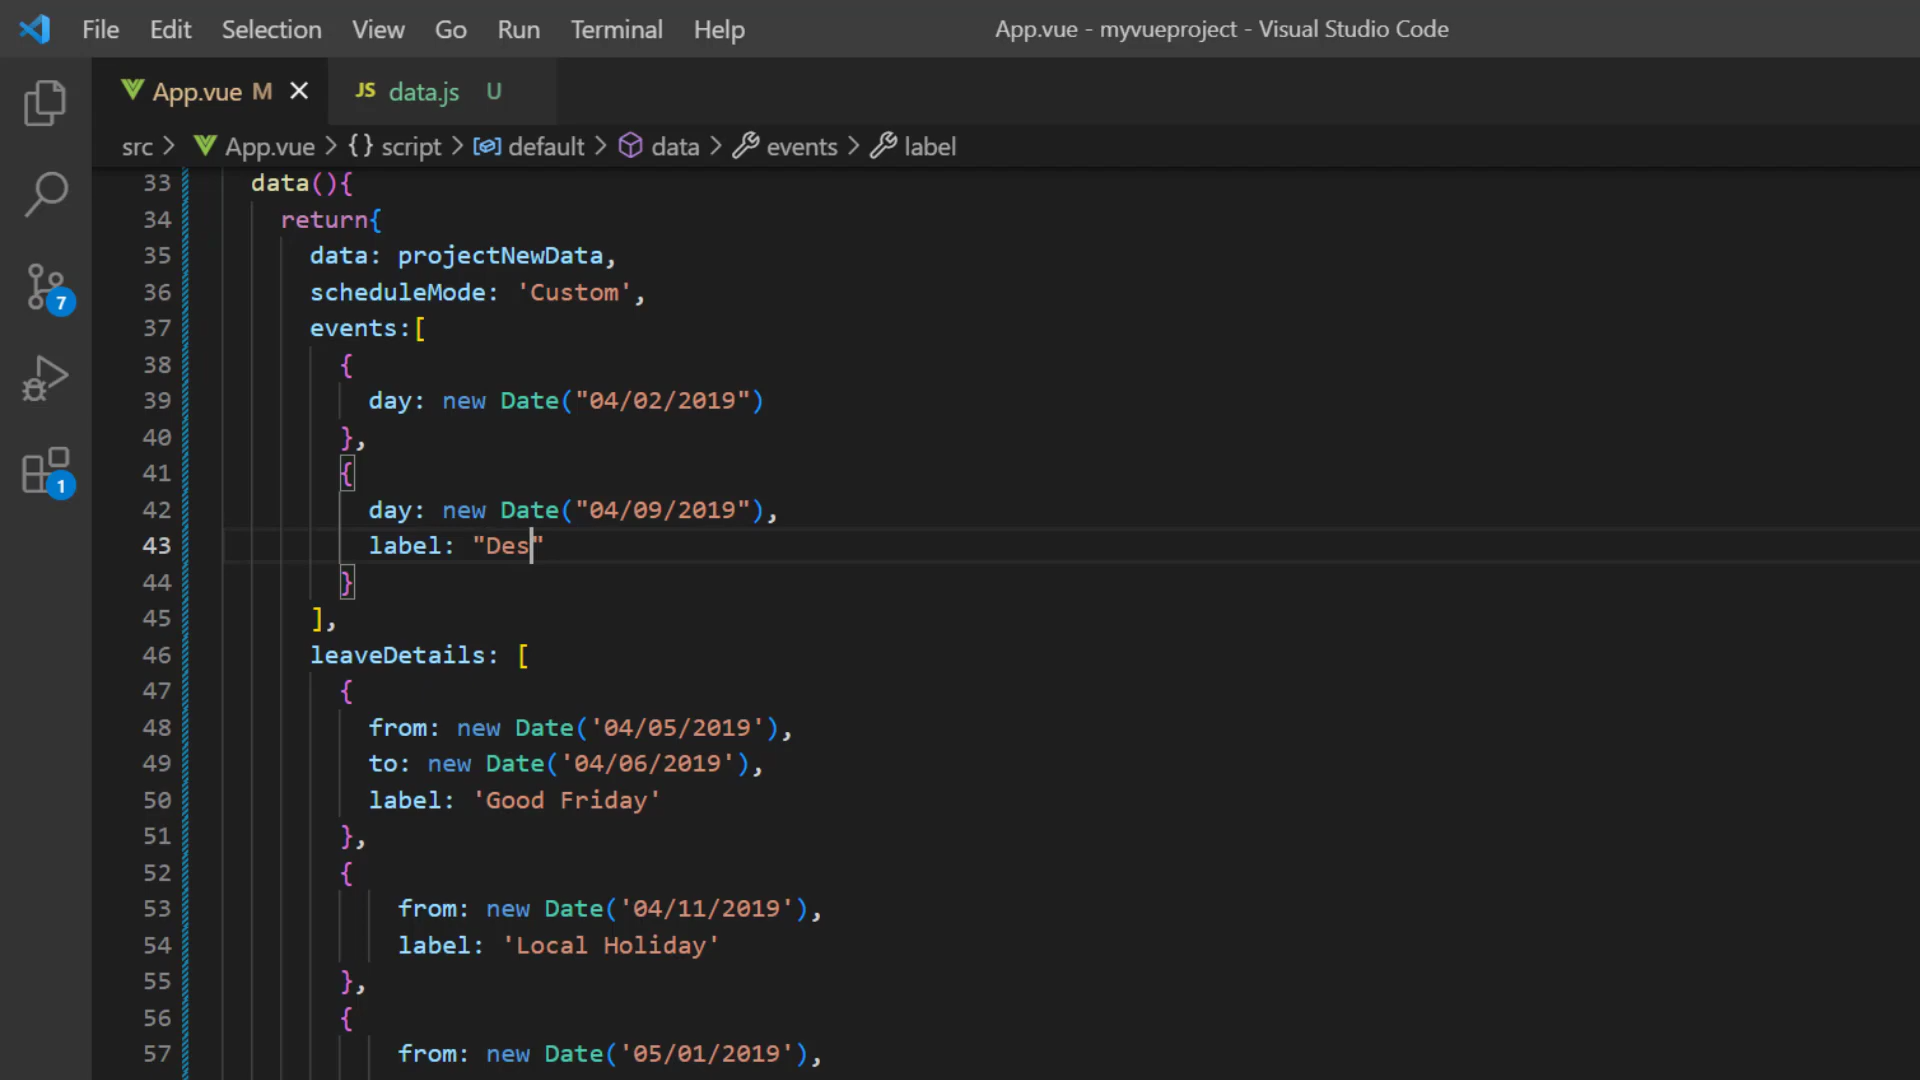 File Edit Selection View Go Run Terminal Help App.vue - myvueproject - Visual Studio Code
App.vue M JS data.js U
src > App.vue > {} script > default > data > events > label
33 data(){
34 return{
35 data: projectNewData,
36 scheduleMode: 'Custom',
37 events:[
38 {
39 day: new Date("04/02/2019")
40 },
41 {
42 day: new Date("04/09/2019"),
43 label: "Des"
44 }
45 ],
46 leaveDetails: [
47 {
48 from: new Date('04/05/2019'),
49 to: new Date('04/06/2019'),
50 label: 'Good Friday'
51 },
52 {
53 from: new Date('04/11/2019'),
54 label: 'Local Holiday'
55 },
56 {
57 from: new Date('05/01/2019'),
7
1